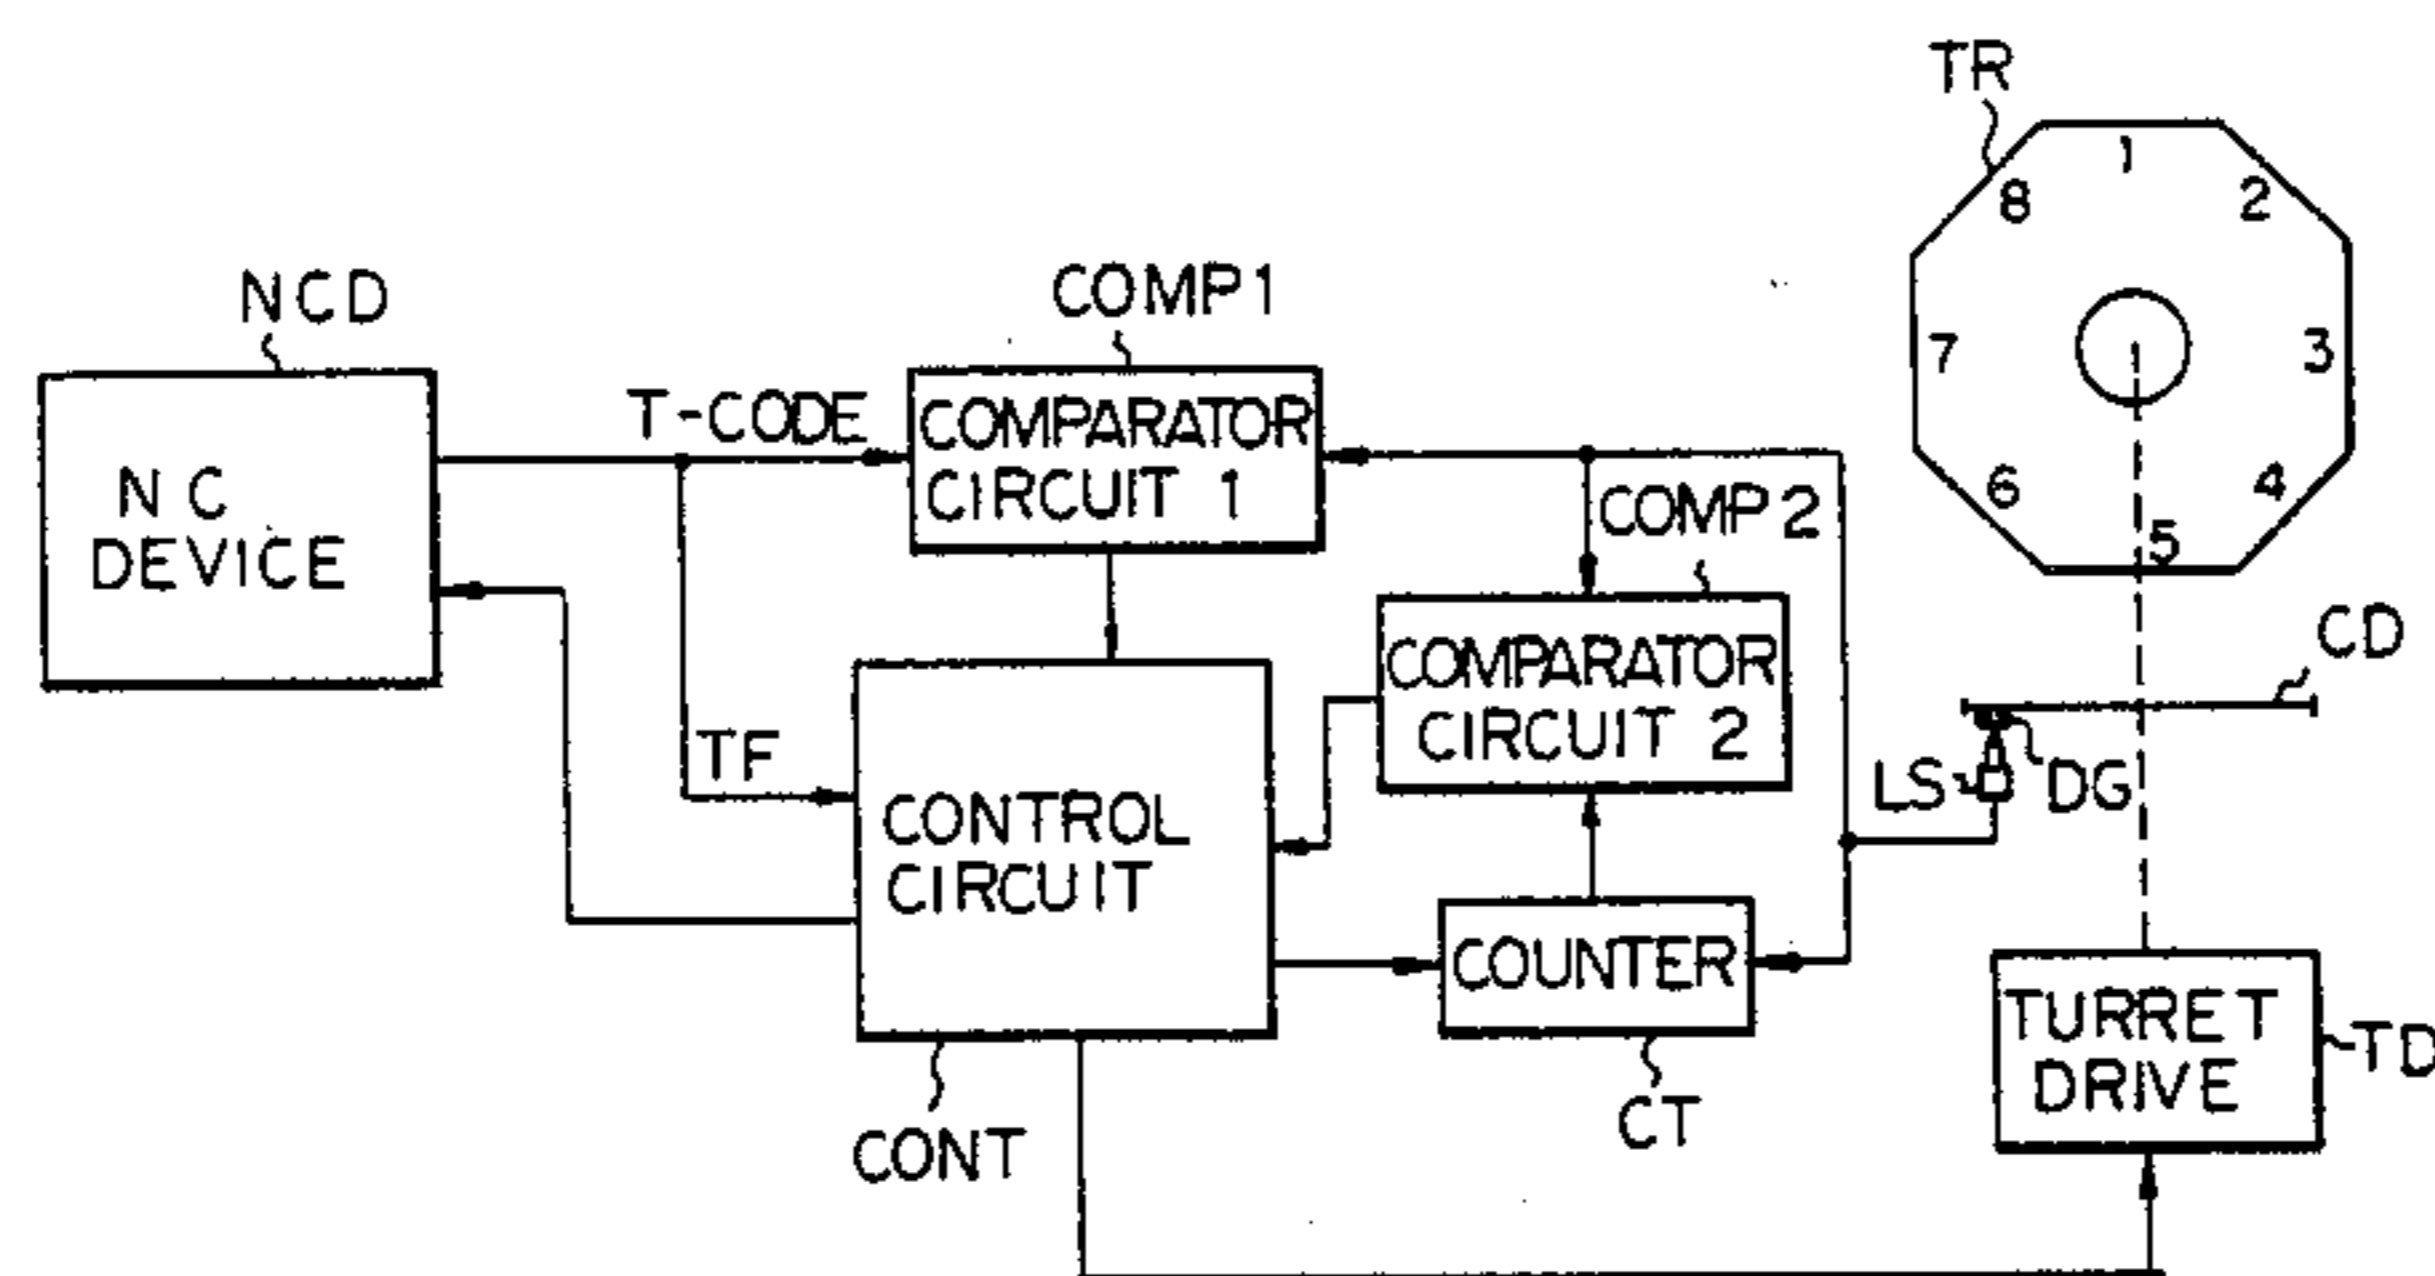 TR
1
8
2
7
3
6
4
5
NCD
COMP1
T-CODE
COMPARATOR
CIRCUIT 1
NC
DEVICE
COMP2
COMPARATOR
CIRCUIT 2
CD
TF
LS
DG
CONTROL
CIRCUIT
COUNTER
TURRET
DRIVE
TD
CT
CONT